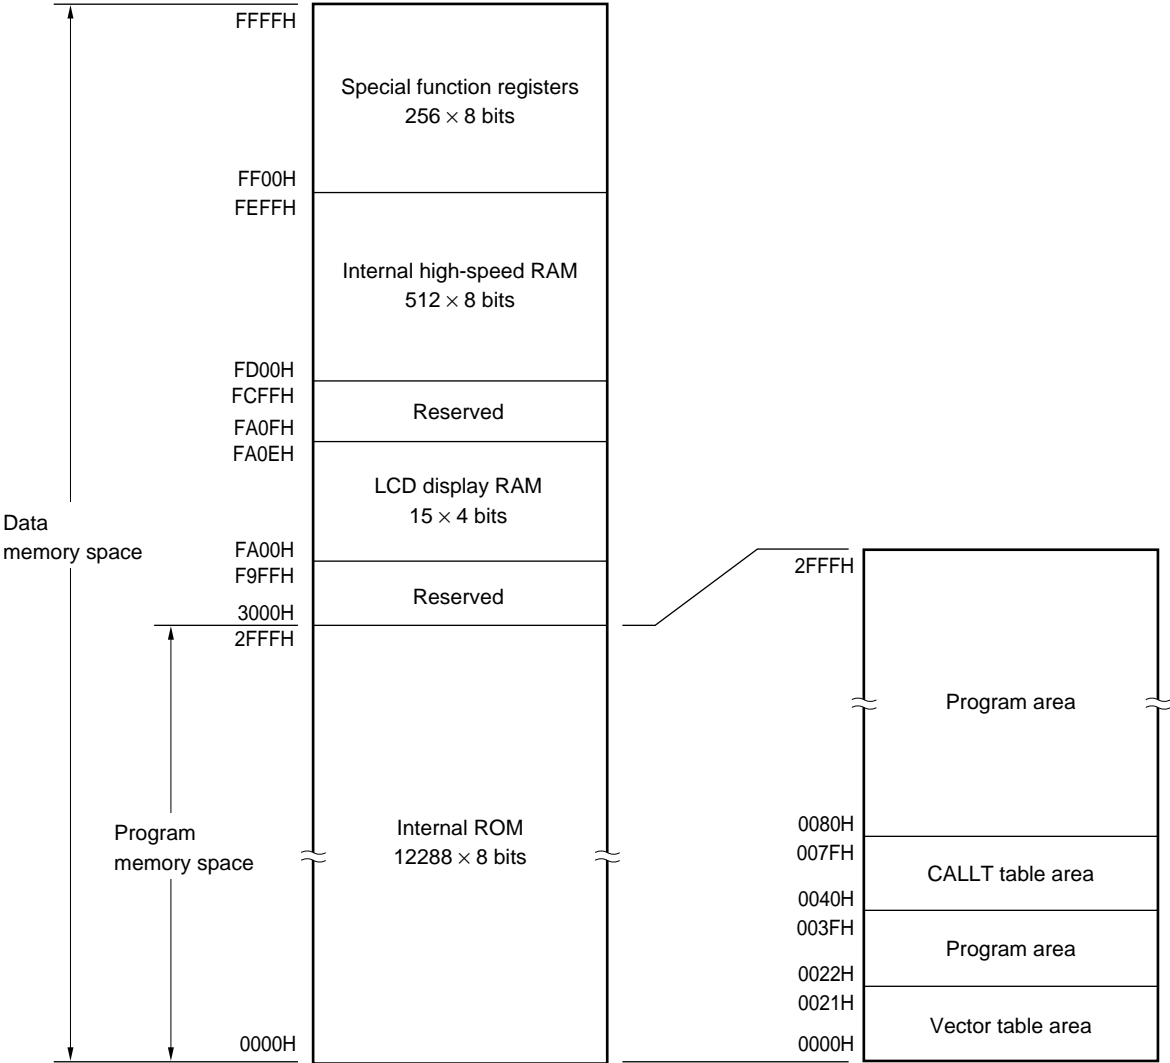 FFFFH
Special function registers
256 × 8 bits
FF00H
FEFFH
Internal high-speed RAM
512 × 8 bits
FD00H
FCFFH
Reserved
FA0FH
FA0EH
LCD display RAM
15 × 4 bits
Data
memory space
FA00H
F9FFH
Reserved
3000H
2FFFH
Program
memory space
Internal ROM
12288 × 8 bits
0000H
2FFFH
Program area
0080H
007FH
CALLT table area
0040H
003FH
Program area
0022H
0021H
Vector table area
0000H